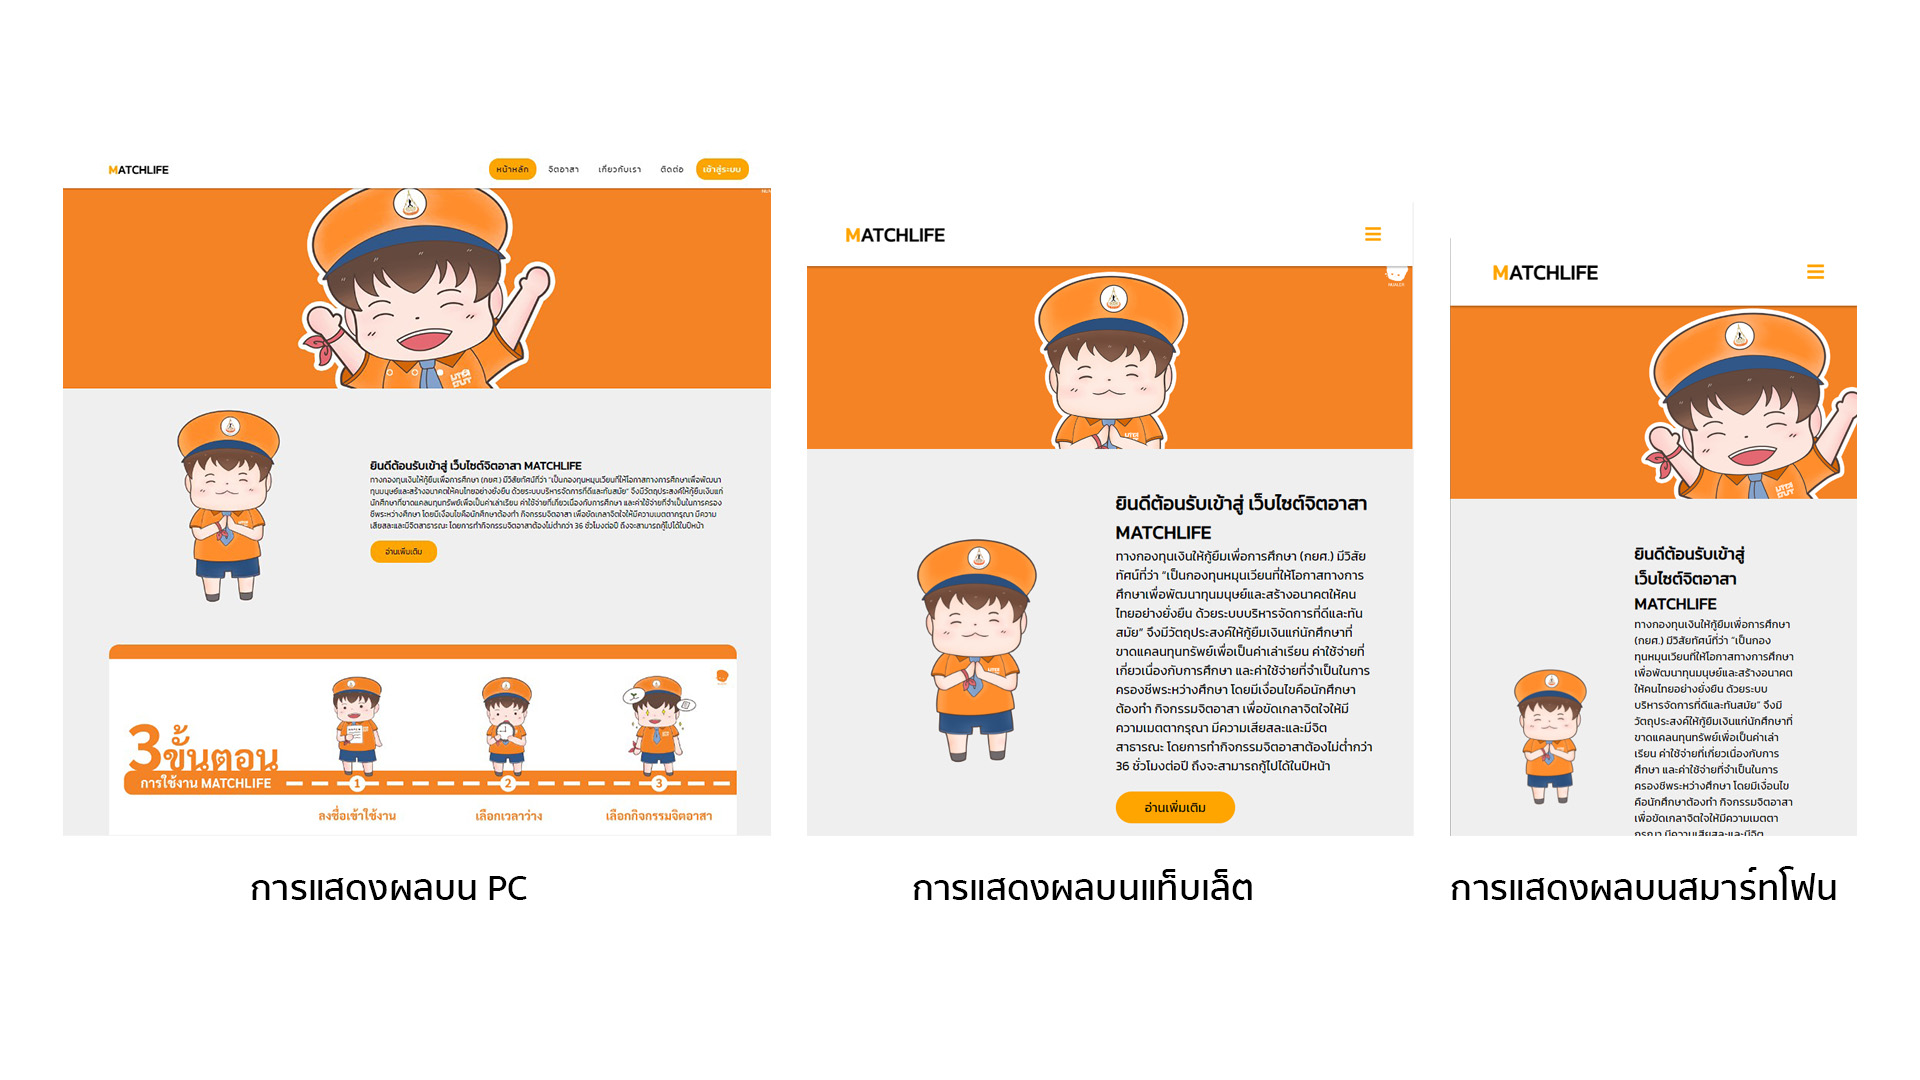 MATCHLIFE
หน้าหลัก จิตอาสา เกี่ยวกับเรา ติดต่อ เข้าสู่ระบบ
ยินดีต้อนรับเข้าสู่ เว็บไซต์จิตอาสา MATCHLIFE
ทางกองทุนเงินให้กู้ยืมเพื่อการศึกษา (กยศ.) มีวิสัยทัศน์ที่ว่า "เป็นกองทุนหมุนเวียนที่ให้โอกาสทางการศึกษาเพื่อพัฒนา
ทุนมนุษย์และสร้างอนาคตให้คนไทยอย่างยั่งยืน ด้วยระบบบริหารจัดการที่ดีและทันสมัย" จึงมีวัตถุประสงค์ให้กู้ยืมเงินแก่
นักศึกษาที่ขาดแคลนทุนทรัพย์เพื่อเป็นค่าเล่าเรียน ค่าใช้จ่ายที่เกี่ยวเนื่องกับการศึกษา และค่าใช้จ่ายที่จำเป็นในการครอง
ชีพระหว่างศึกษา โดยมีเงื่อนไขคือนักศึกษาต้องทำ กิจกรรมจิตอาสา เพื่อขัดเกลาจิตใจให้มีความเมตตากรุณา มีความ
เสียสละและมีจิตสาธารณะ โดยการทำกิจกรรมจิตอาสาต้องไม่ต่ำกว่า 36 ชั่วโมงต่อปี ถึงจะสามารถกู้ไปได้ในปีหน้า
อ่านเพิ่มเติม
3ขั้นตอน
การใช้งาน MATCHLIFE
1 2 3
ลงชื่อเข้าใช้งาน เลือกเวลาว่าง เลือกกิจกรรมจิตอาสา
การแสดงผลบน PC
MATCHLIFE
ยินดีต้อนรับเข้าสู่ เว็บไซต์จิตอาสา
MATCHLIFE
ทางกองทุนเงินให้กู้ยืมเพื่อการศึกษา (กยศ.) มีวิสัย
ทัศน์ที่ว่า "เป็นกองทุนหมุนเวียนที่ให้โอกาสทางการ
ศึกษาเพื่อพัฒนาทุนมนุษย์และสร้างอนาคตให้คน
ไทยอย่างยั่งยืน ด้วยระบบบริหารจัดการที่ดีและทัน
สมัย" จึงมีวัตถุประสงค์ให้กู้ยืมเงินแก่นักศึกษาที่
ขาดแคลนทุนทรัพย์เพื่อเป็นค่าเล่าเรียน ค่าใช้จ่ายที่
เกี่ยวเนื่องกับการศึกษา และค่าใช้จ่ายที่จำเป็นในการ
ครองชีพระหว่างศึกษา โดยมีเงื่อนไขคือนักศึกษา
ต้องทำ กิจกรรมจิตอาสา เพื่อขัดเกลาจิตใจให้มี
ความเมตตากรุณา มีความเสียสละและมีจิต
สาธารณะ โดยการทำกิจกรรมจิตอาสาต้องไม่ต่ำกว่า
36 ชั่วโมงต่อปี ถึงจะสามารถกู้ไปได้ในปีหน้า
อ่านเพิ่มเติม
การแสดงผลบนแท็บเล็ต
MATCHLIFE
ยินดีต้อนรับเข้าสู่
เว็บไซต์จิตอาสา
MATCHLIFE
ทางกองทุนเงินให้กู้ยืมเพื่อการศึกษา
(กยศ.) มีวิสัยทัศน์ที่ว่า "เป็นกอง
ทุนหมุนเวียนที่ให้โอกาสทางการศึกษา
เพื่อพัฒนาทุนมนุษย์และสร้างอนาคต
ให้คนไทยอย่างยั่งยืน ด้วยระบบ
บริหารจัดการที่ดีและทันสมัย" จึงมี
วัตถุประสงค์ให้กู้ยืมเงินแก่นักศึกษาที่
ขาดแคลนทุนทรัพย์เพื่อเป็นค่าเล่า
เรียน ค่าใช้จ่ายที่เกี่ยวเนื่องกับการ
ศึกษา และค่าใช้จ่ายที่จำเป็นในการ
ครองชีพระหว่างศึกษา โดยมีเงื่อนไข
คือนักศึกษาต้องทำ กิจกรรมจิตอาสา
เพื่อขัดเกลาจิตใจให้มีความเมตตา
กรุณา มีความเสียสละและมีจิต
การแสดงผลบนสมาร์ทโฟน